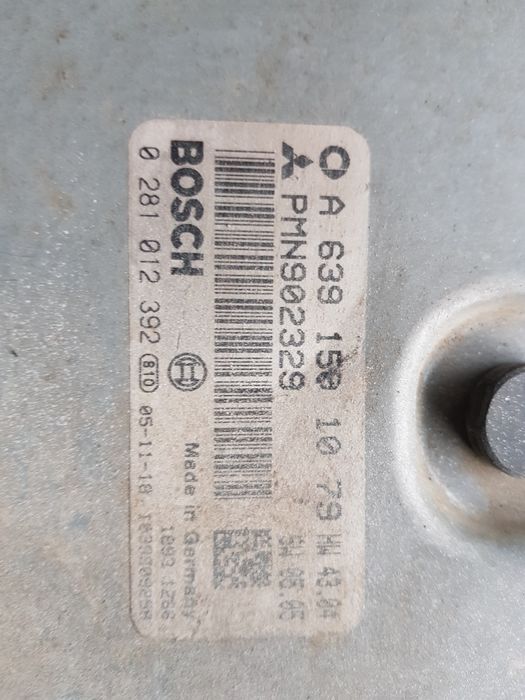 A 639 150 10 79 HW 43.04
PMN902329 SW 05.05
BOSCH Made in Germany
0 281 012 392 810 05-11-18